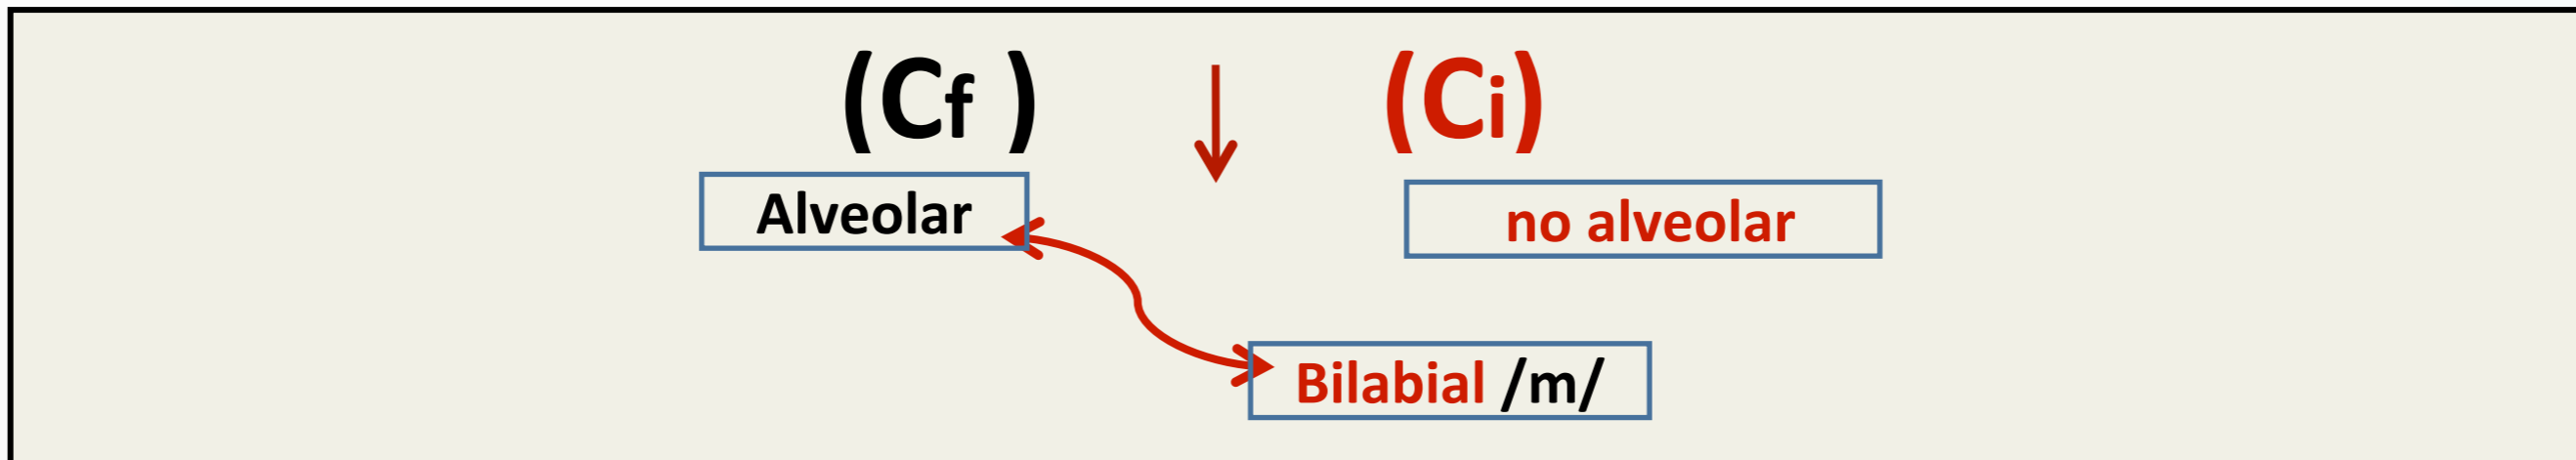 (Cf ) (Ci)
Alveolar no alveolar
Bilabial /m/